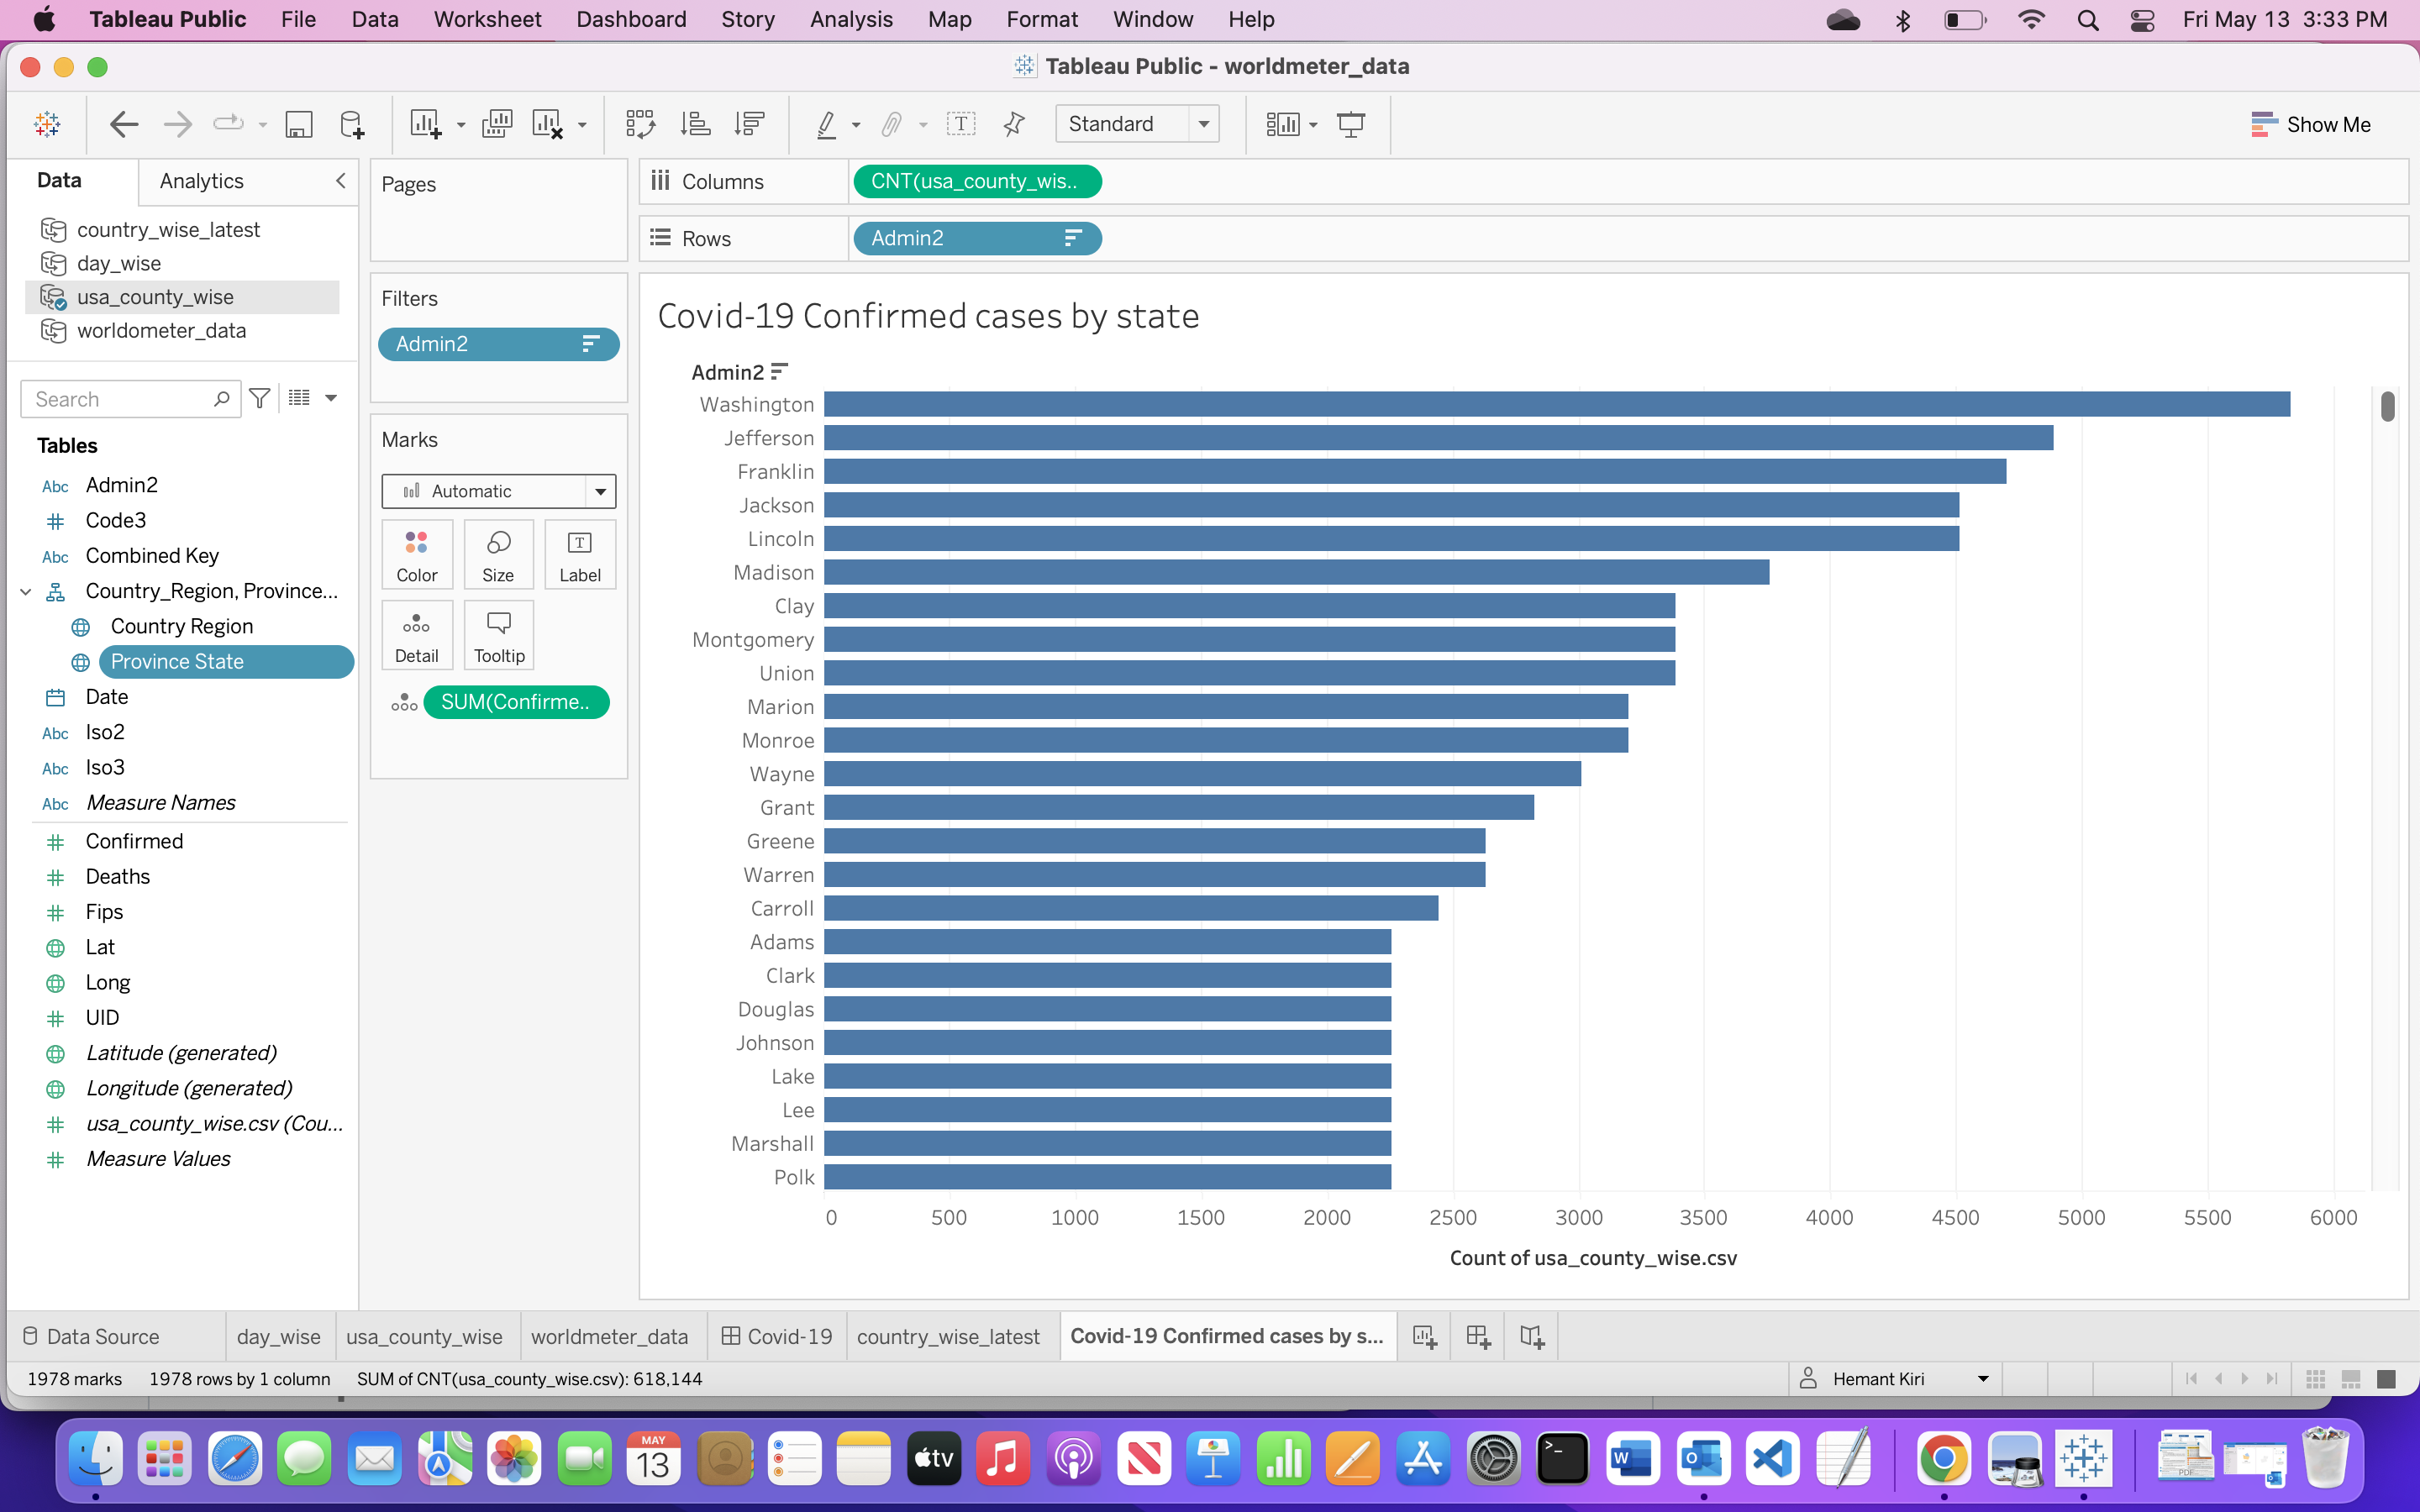 Tableau Public File Data Worksheet Dashboard Story Analysis Map Format Window Help Fri May 13 3:33 PM
Tableau Public - worldmeter_data
Standard Show Me
Data Analytics
country_wise_latest
day_wise
usa_county_wise
worldometer_data
Search
Tables
Abc Admin2
Code3
Abc Combined Key
Country_Region, Province...
Country Region
Province State
Date
Abc Iso2
Abc Iso3
Abc Measure Names
Confirmed
Deaths
Fips
Lat
Long
UID
Latitude (generated)
Longitude (generated)
usa_county_wise.csv (Cou...
Measure Values
Pages
Filters
Admin2
Marks
Automatic
Color Size Label
Detail Tooltip
SUM(Confirme..
Columns CNT(usa_county_wis..
Rows Admin2
Covid-19 Confirmed cases by state
Admin2
Washington
Jefferson
Franklin
Jackson
Lincoln
Madison
Clay
Montgomery
Union
Marion
Monroe
Wayne
Grant
Greene
Warren
Carroll
Adams
Clark
Douglas
Johnson
Lake
Lee
Marshall
Polk
0 500 1000 1500 2000 2500 3000 3500 4000 4500 5000 5500 6000
Count of usa_county_wise.csv
Data Source day_wise usa_county_wise worldmeter_data Covid-19 country_wise_latest Covid-19 Confirmed cases by s...
1978 marks 1978 rows by 1 column SUM of CNT(usa_county_wise.csv): 618,144 Hemant Kiri
MAY
13
tv
PDF